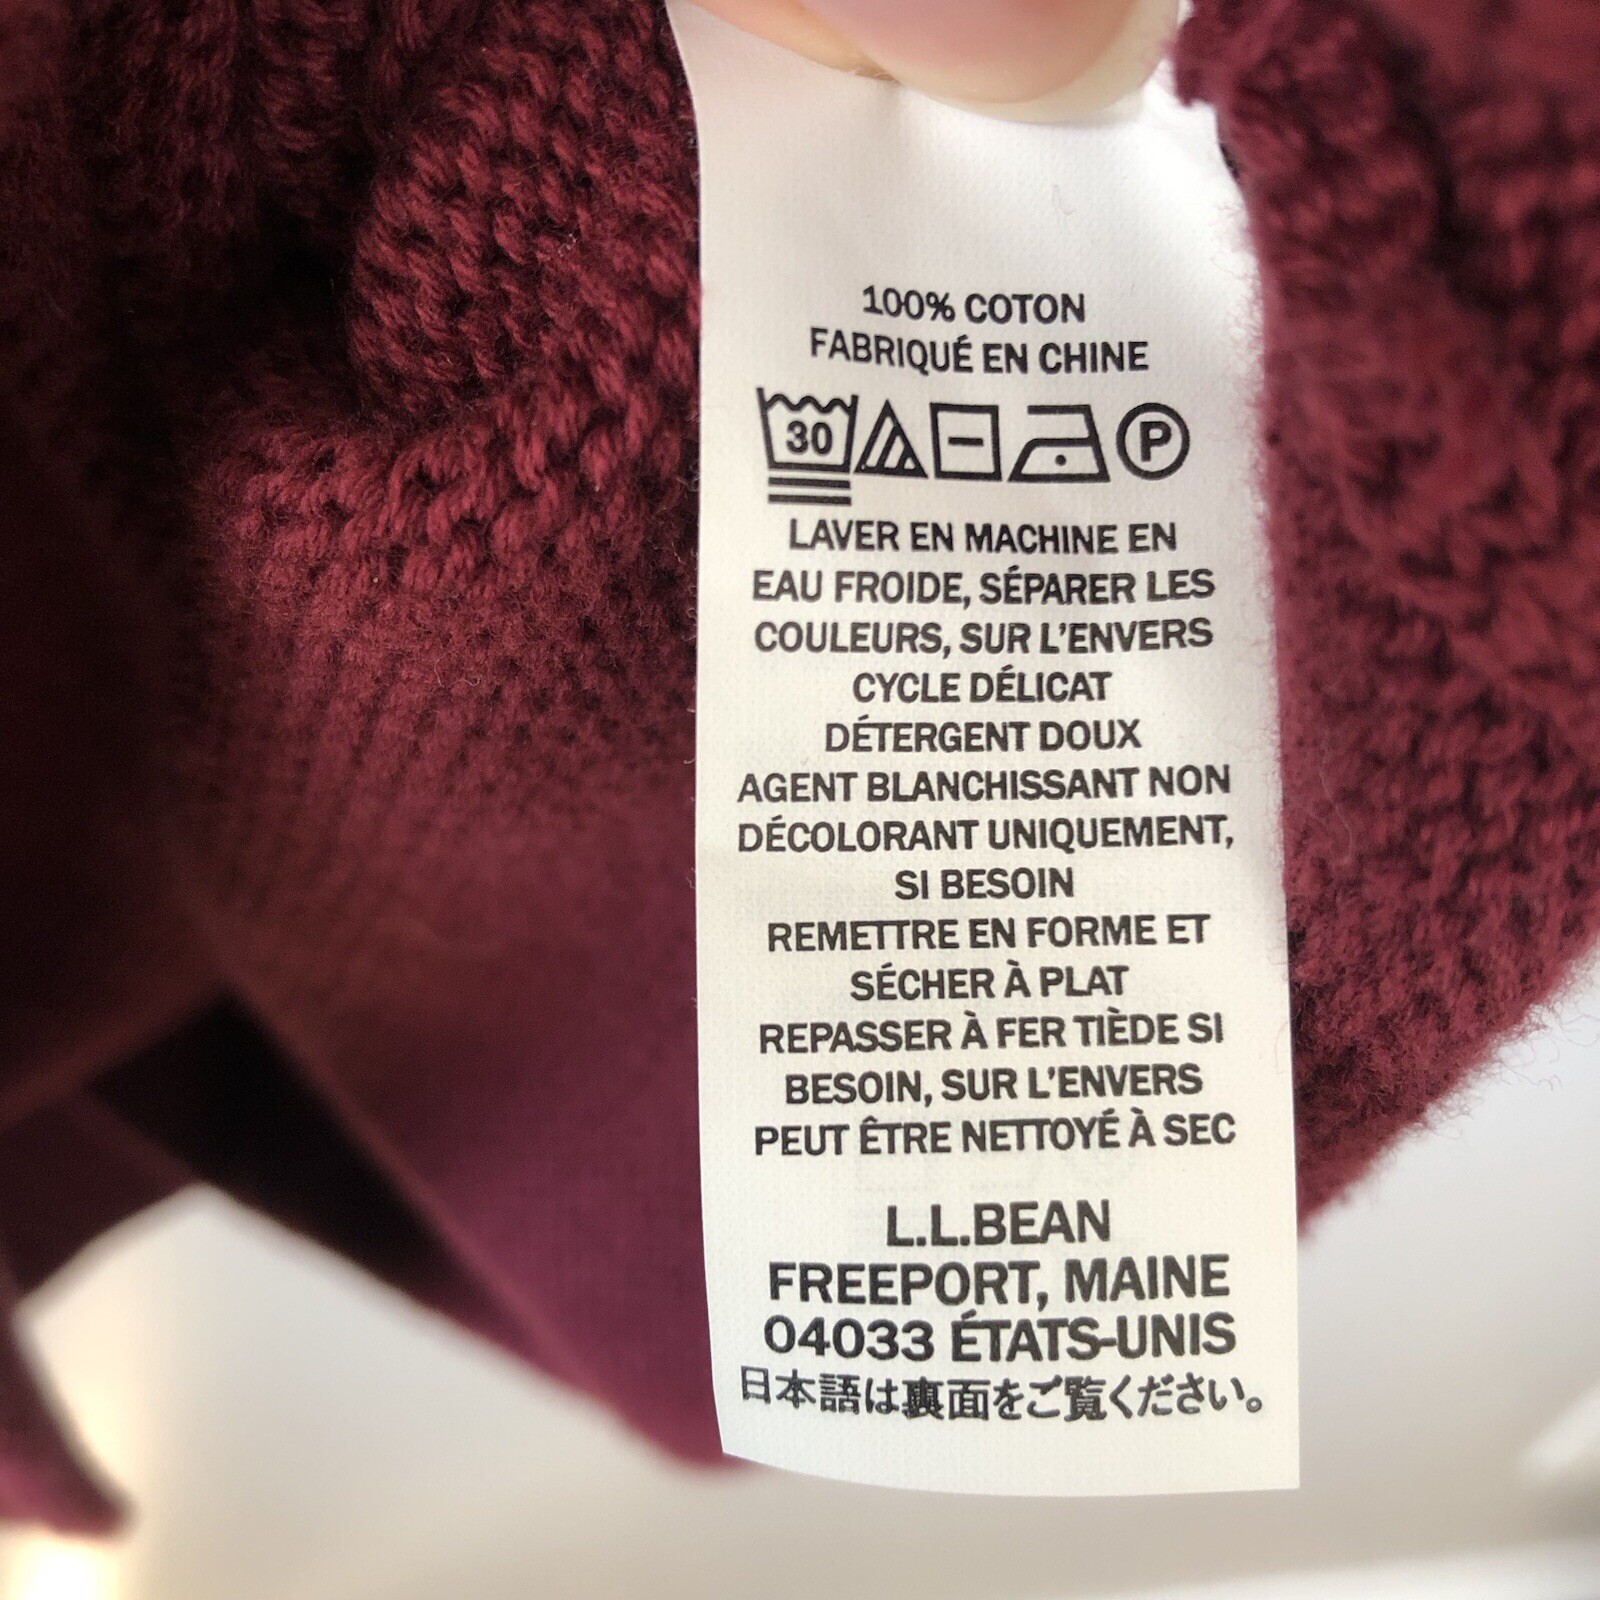 100% COTON
FABRIQUÉ EN CHINE
30 P
LAVER EN MACHINE EN
EAU FROIDE, SÉPARER LES
COULEURS, SUR L'ENVERS
CYCLE DÉLICAT
DÉTERGENT DOUX
AGENT BLANCHISSANT NON
DÉCOLORANT UNIQUEMENT,
SI BESOIN
REMETTRE EN FORME ET
SÉCHER À PLAT
REPASSER À FER TIÈDE SI
BESOIN, SUR L'ENVERS
PEUT ÊTRE NETTOYÉ À SEC
L.L.BEAN
FREEPORT, MAINE
04033 ÉTATS-UNIS
日本語は裏面をご覧ください。